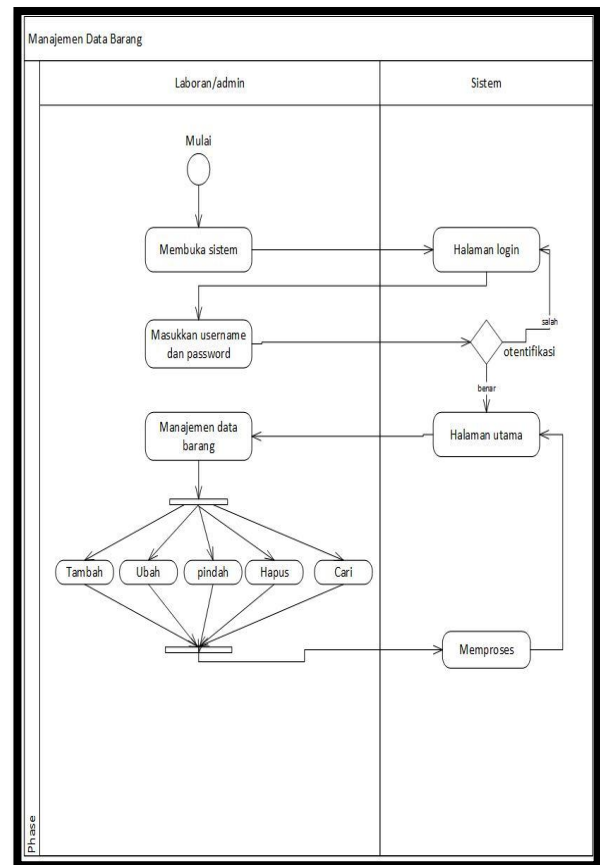 Manajemen Data Barang
Laboran/admin
Sistem
Mulai
Membuka sistem
Halaman login
Masukkan username
dan password
salah
otentifikasi
benar
Manajemen data
barang
Halaman utama
Tambah
Ubah
pindah
Hapus
Cari
Memproses
Phase